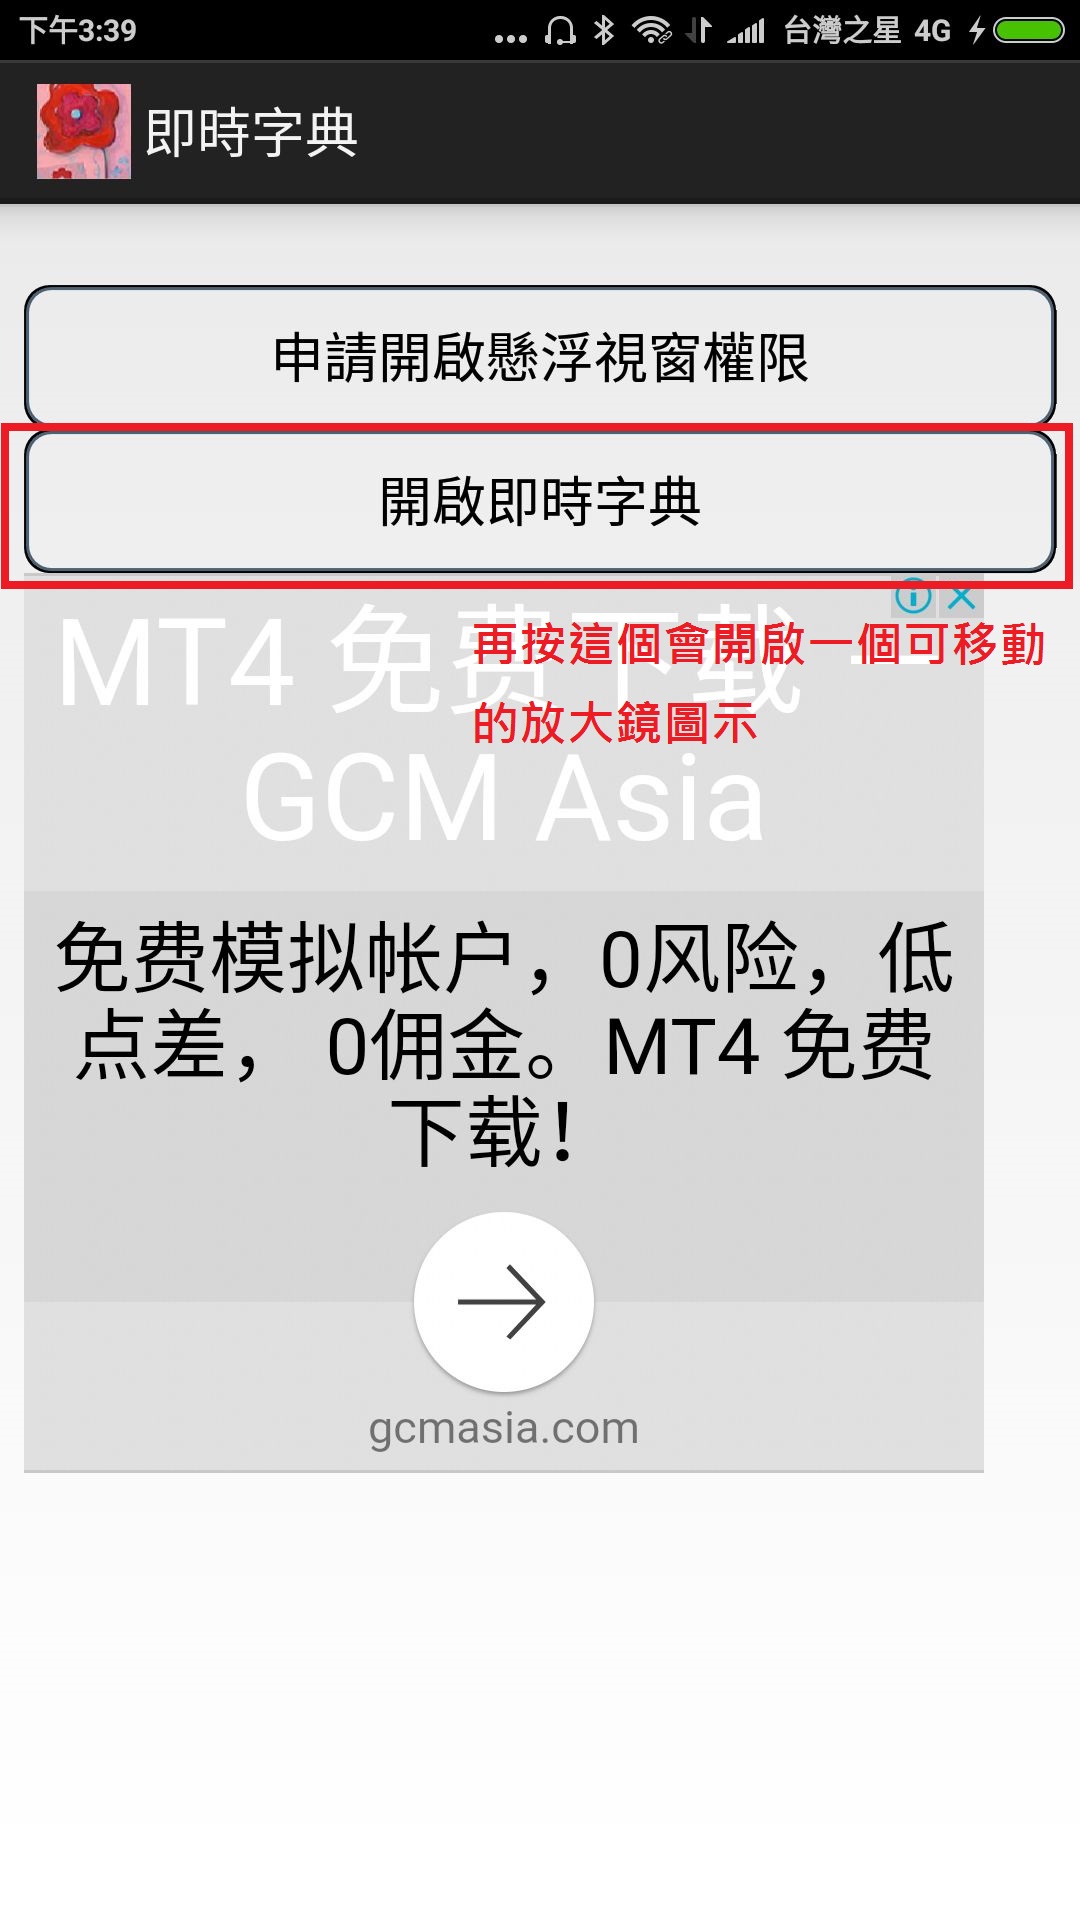 下午3:39
台灣之星 4G
即時字典
申請開啟懸浮視窗權限
開啟即時字典
MT4 免费下载 –
再按這個會開啟一個可移動
的放大鏡圖示
GCM Asia
免费模拟帐户，0风险，低
点差， 0佣金。MT4 免费
下载！
gcmasia.com